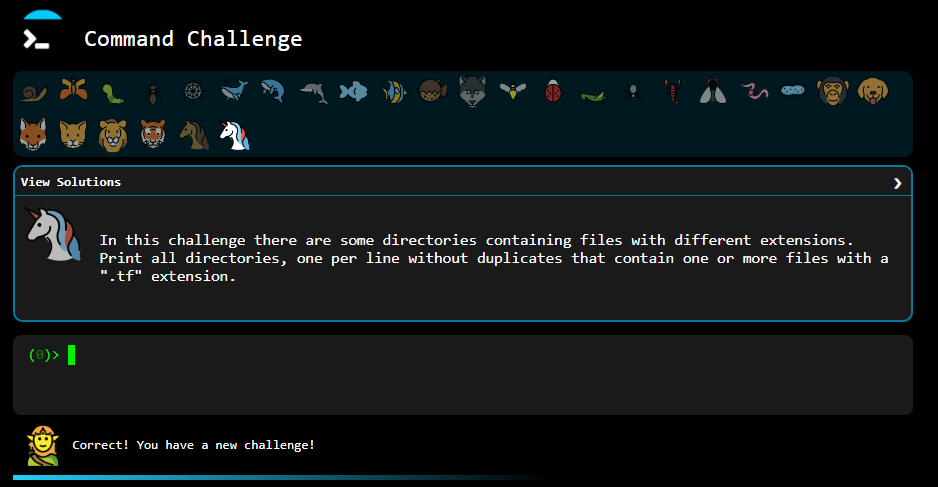 Command Challenge
View Solutions
In this challenge there are some directories containing files with different extensions.
Print all directories, one per line without duplicates that contain one or more files with a
".tf" extension.
(0)>
Correct! You have a new challenge!